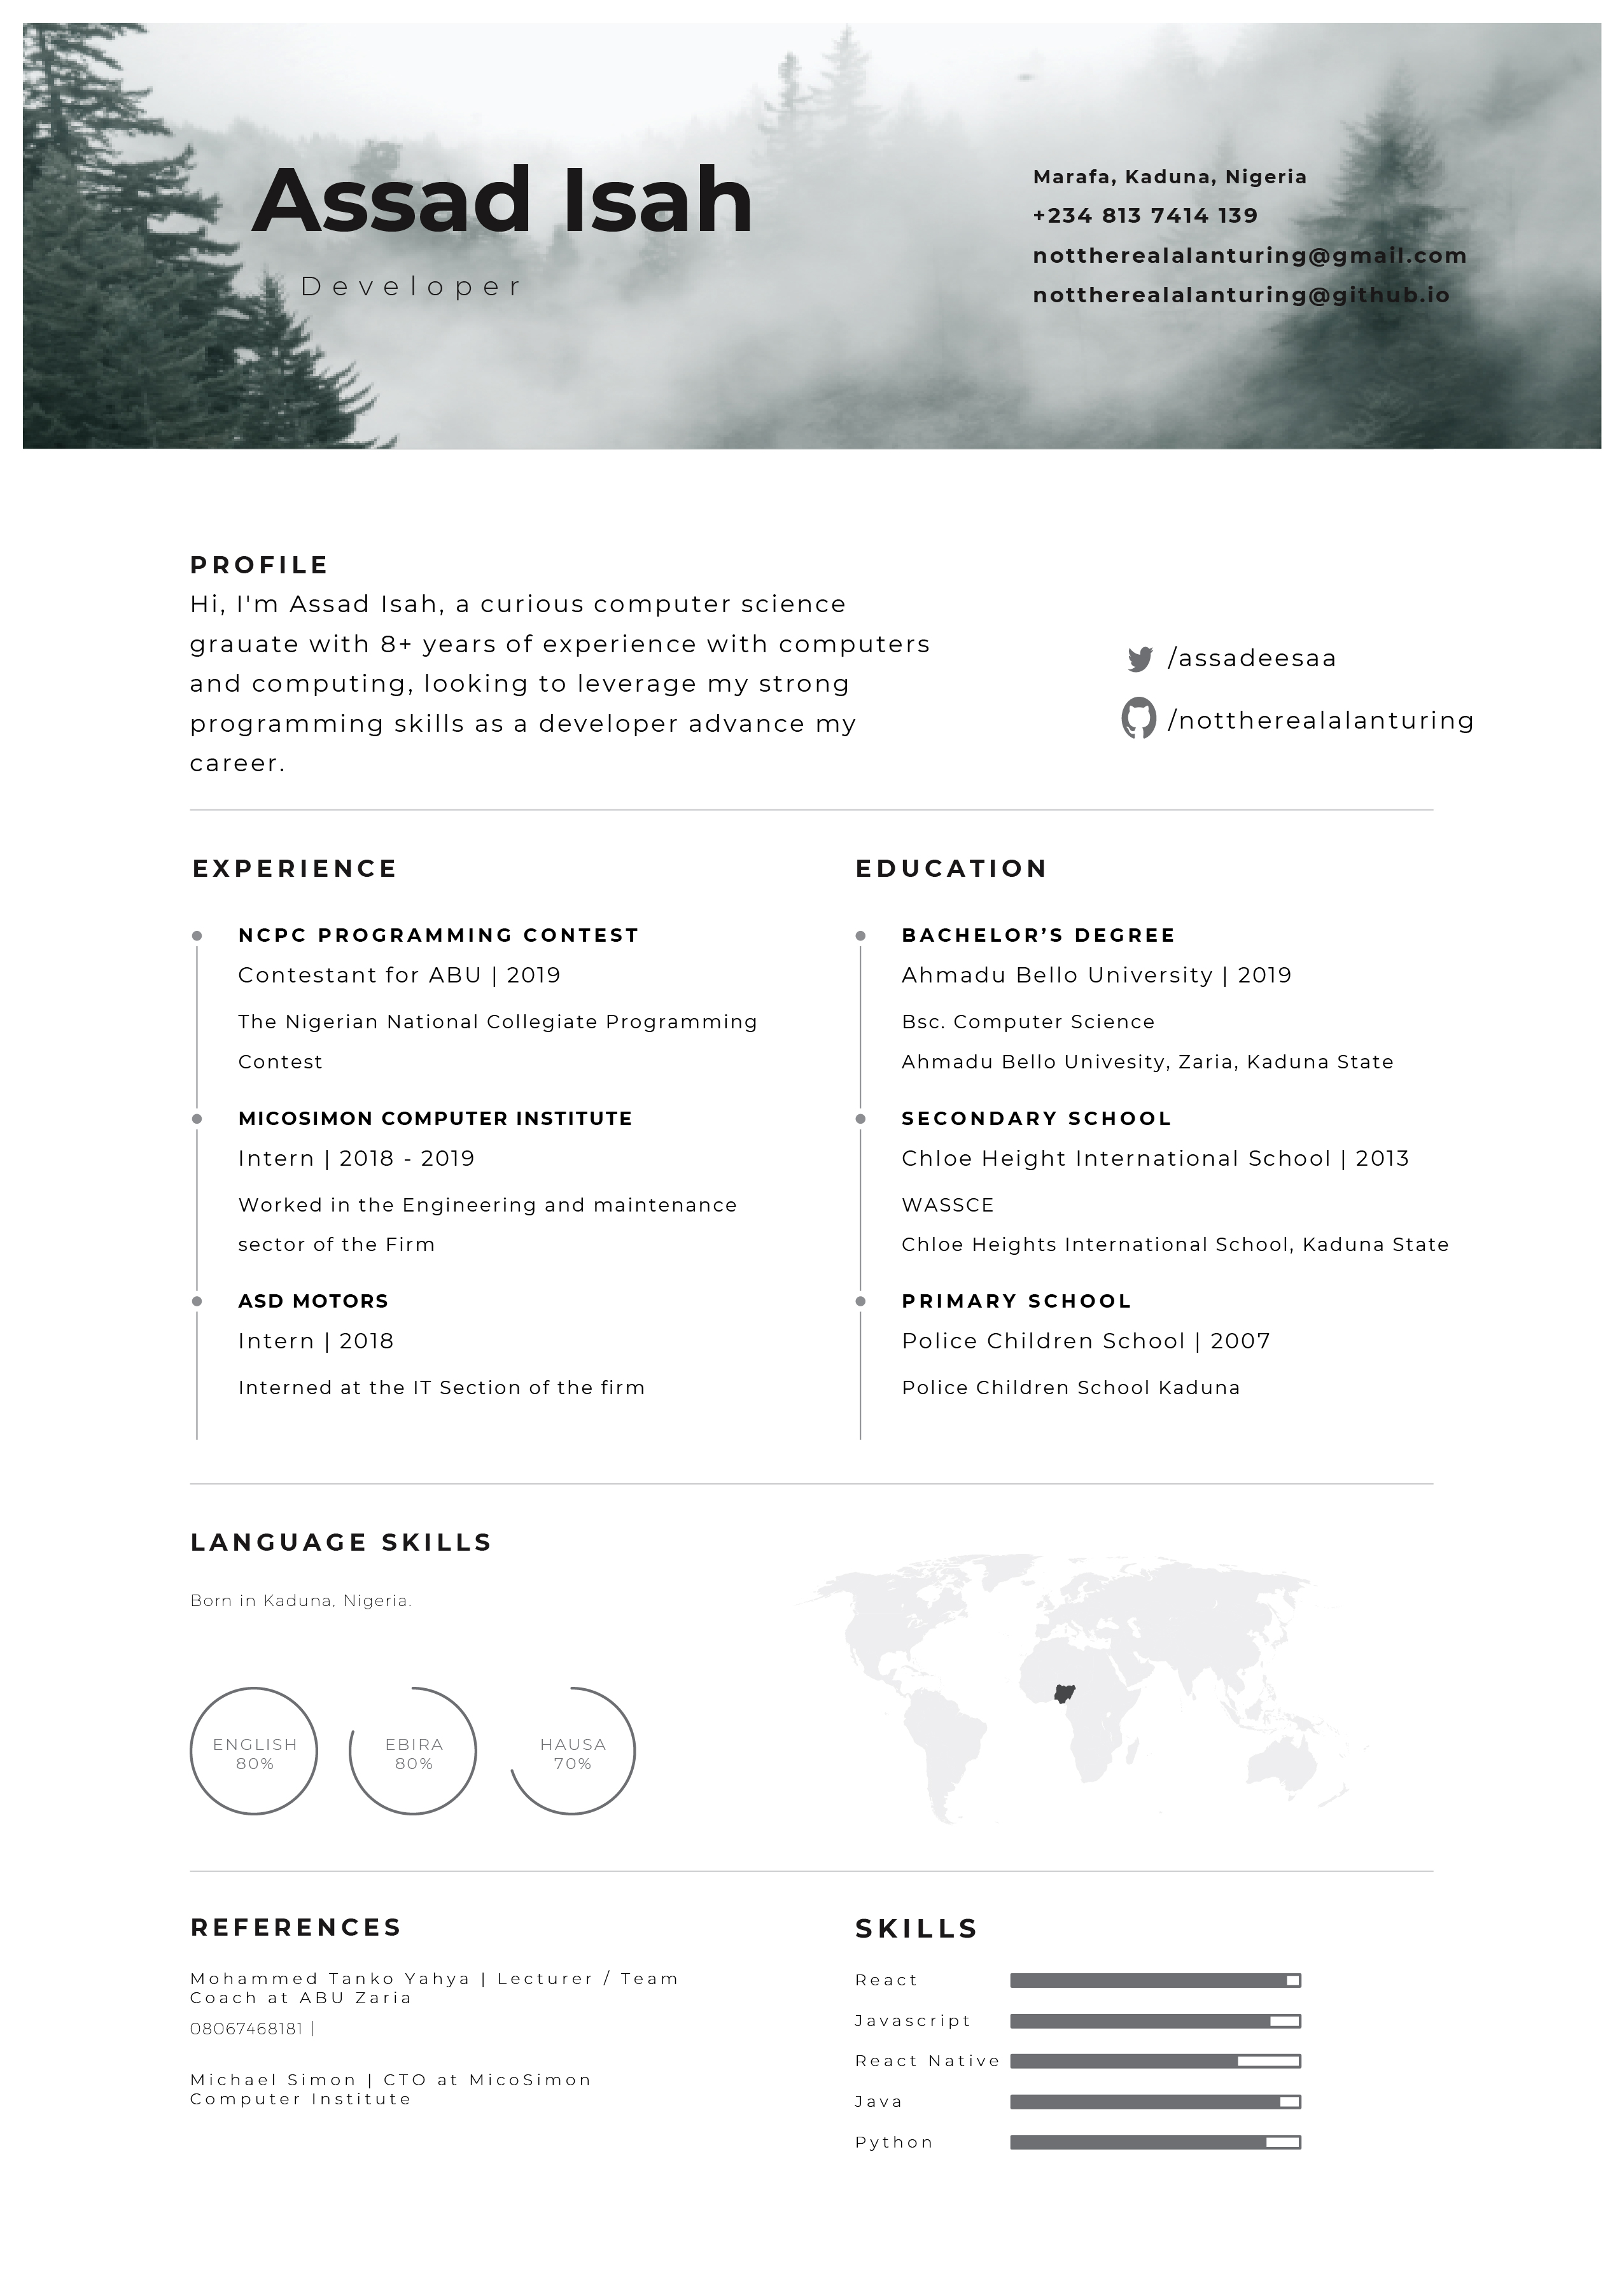 Assad Isah
Developer
Marafa, Kaduna, Nigeria
+234 813 7414 139
nottherealalanturing@gmail.com
nottherealalanturing@github.io
PROFILE
Hi, I'm Assad Isah, a curious computer science
grauate with 8+ years of experience with computers
and computing, looking to leverage my strong
programming skills as a developer advance my
career.
/assadeesaa
/nottherealalanturing
EXPERIENCE
NCPC PROGRAMMING CONTEST
Contestant for ABU | 2019
The Nigerian National Collegiate Programming
Contest
MICOSIMON COMPUTER INSTITUTE
Intern | 2018 - 2019
Worked in the Engineering and maintenance
sector of the Firm
ASD MOTORS
Intern | 2018
Interned at the IT Section of the firm
EDUCATION
BACHELOR’S DEGREE
Ahmadu Bello University | 2019
Bsc. Computer Science
Ahmadu Bello Univesity, Zaria, Kaduna State
SECONDARY SCHOOL
Chloe Height International School | 2013
WASSCE
Chloe Heights International School, Kaduna State
PRIMARY SCHOOL
Police Children School | 2007
Police Children School Kaduna
LANGUAGE SKILLS
Born in Kaduna, Nigeria.
ENGLISH
80%
EBIRA
80%
HAUSA
70%
REFERENCES
Mohammed Tanko Yahya | Lecturer / Team
Coach at ABU Zaria
08067468181 |
Michael Simon | CTO at MicoSimon
Computer Institute
SKILLS
React
Javascript
React Native
Java
Python